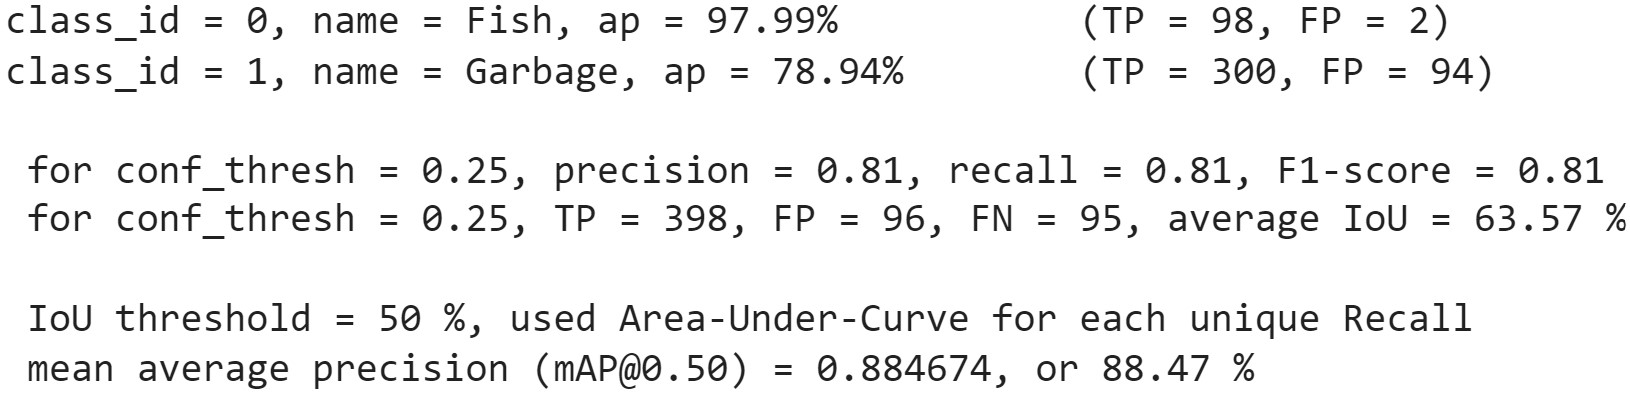 class_id = 0, name = Fish, ap = 97.99% (TP = 98, FP = 2)
class_id = 1, name = Garbage, ap = 78.94% (TP = 300, FP = 94)
for conf_thresh = 0.25, precision = 0.81, recall = 0.81, F1-score = 0.81
for conf_thresh = 0.25, TP = 398, FP = 96, FN = 95, average IoU = 63.57 %
IoU threshold = 50 %, used Area-Under-Curve for each unique Recall
mean average precision (mAP@0.50) = 0.884674, or 88.47 %